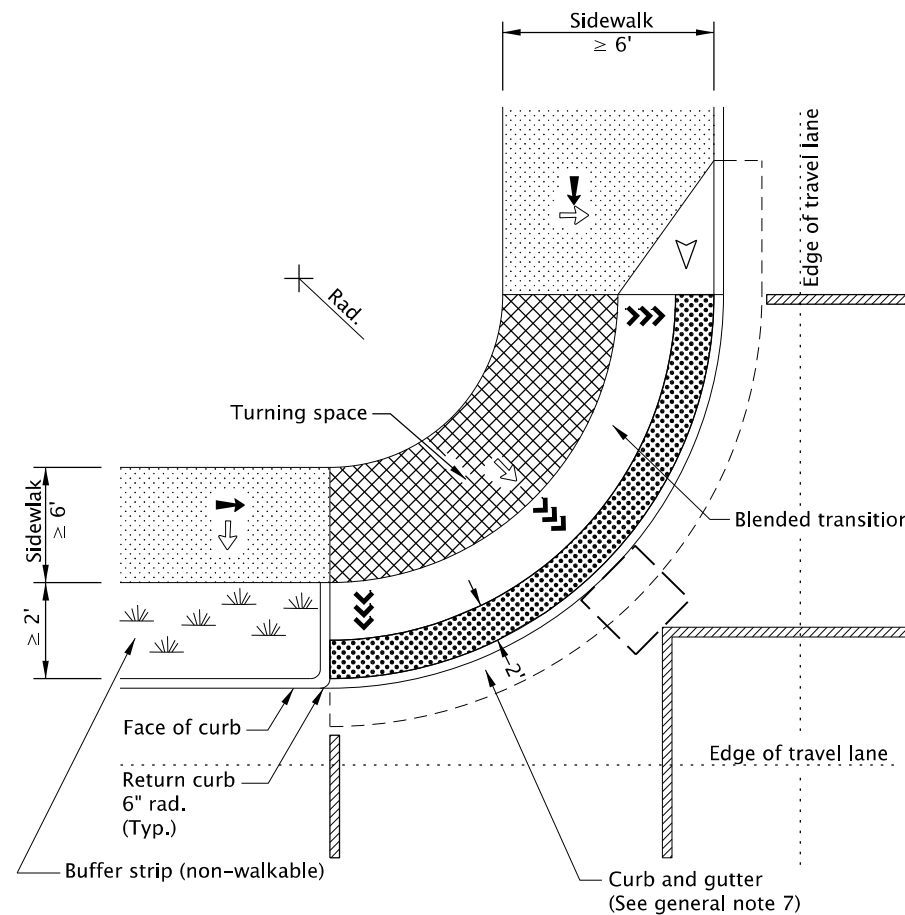 Sidewalk
≥ 6'
Edge of travel lane
Rad.
Turning space
Sidewlak
≥ 6'
≥ 2'
Blended transition
2'
Face of curb
Edge of travel lane
Return curb
6" rad.
(Typ.)
Buffer strip (non-walkable)
Curb and gutter
(See general note 7)